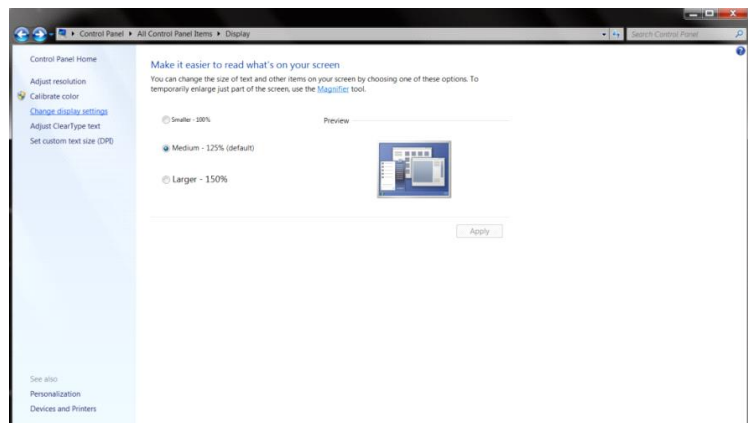 Control Panel ▸ All Control Panel Items ▸ Display
Search Control Panel
Control Panel Home
Adjust resolution
Calibrate color
Change display settings
Adjust ClearType text
Set custom text size (DPI)
See also
Personalization
Devices and Printers
Make it easier to read what's on your screen
You can change the size of text and other items on your screen by choosing one of these options. To
temporarily enlarge just part of the screen, use the Magnifier tool.
Smaller - 100%
Preview
Medium - 125% (default)
Larger - 150%
Apply